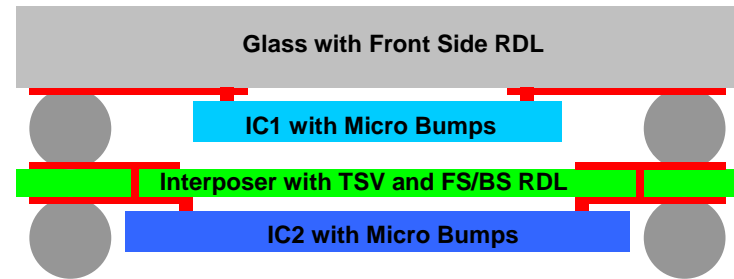 Glass with Front Side RDL
IC1 with Micro Bumps
Interposer with TSV and FS/BS RDL
IC2 with Micro Bumps